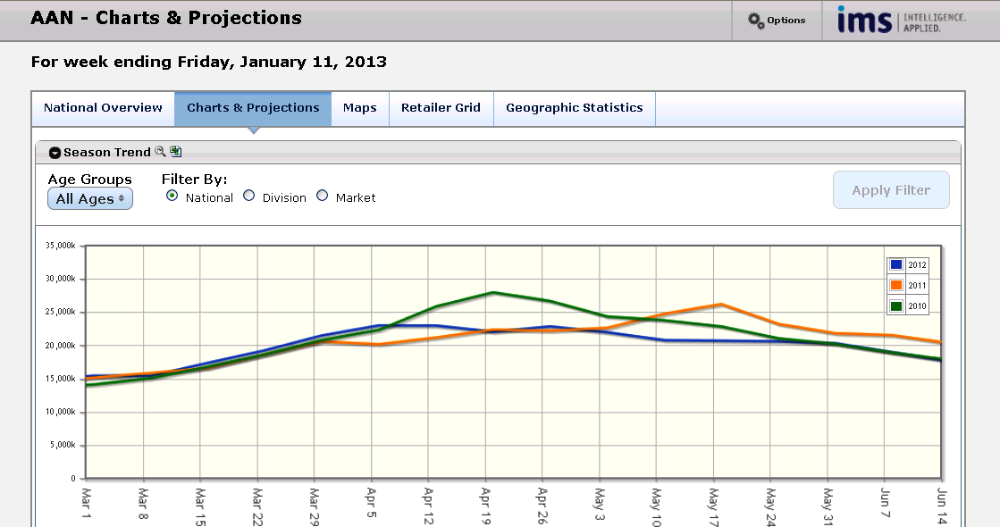 AAN - Charts & Projections
Options
ims INTELLIGENCE. APPLIED.
For week ending Friday, January 11, 2013
National Overview Charts & Projections Maps Retailer Grid Geographic Statistics
Season Trend
Age Groups Filter By:
All Ages National Division Market Apply Filter
35,000k
30,000k
25,000k
20,000k
15,000k
10,000k
5,000k
0
2012
2011
2010
Mar 1 Mar 8 Mar 15 Mar 22 Mar 29 Apr 5 Apr 12 Apr 19 Apr 26 May 3 May 10 May 17 May 24 May 31 Jun 7 Jun 14